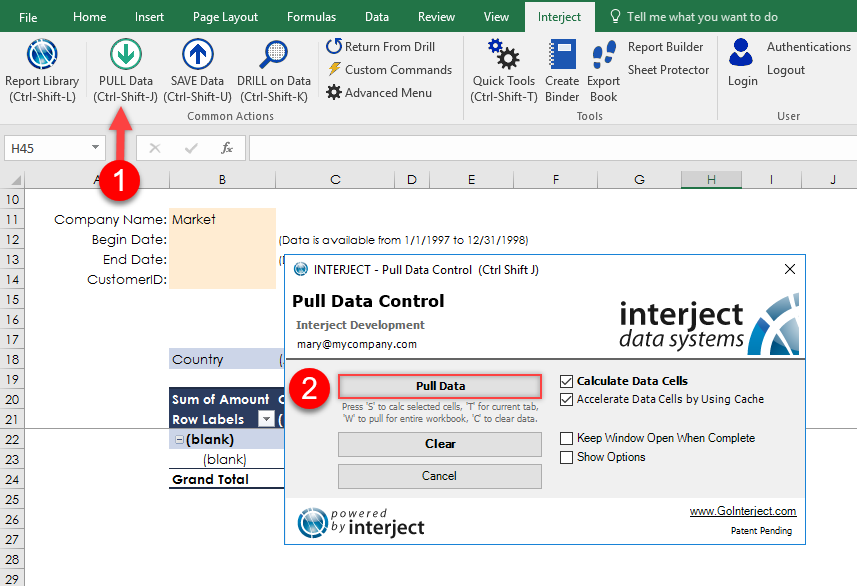 File Home Insert Page Layout Formulas Data Review View Interject Tell me what you want to do
Report Library
(Ctrl-Shift-L)
PULL Data
(Ctrl-Shift-J)
SAVE Data
(Ctrl-Shift-U)
DRILL on Data
(Ctrl-Shift-K)
Return From Drill
Custom Commands
Advanced Menu
Common Actions
Quick Tools
(Ctrl-Shift-T)
Create
Binder
Export
Book
Report Builder
Sheet Protector
Tools
Login
Authentications
Logout
User
1
H45 fx
A B C D E F G H I J
10
11 Company Name: Market
12 Begin Date: (Data is available from 1/1/1997 to 12/31/1998)
13 End Date:
14 CustomerID:
15
16
17
18 Country
19
20 Sum of Amount
21 Row Labels
22 (blank)
23 (blank)
24 Grand Total
25
26
27
28
29
INTERJECT - Pull Data Control (Ctrl Shift J)
Pull Data Control
Interject Development
mary@mycompany.com
interject
data systems
2
Pull Data
Press 'S' to calc selected cells, 'T' for current tab,
'W' to pull for entire workbook, 'C' to clear data.
Clear
Cancel
Calculate Data Cells
Accelerate Data Cells by Using Cache
Keep Window Open When Complete
Show Options
powered
by interject
www.GoInterject.com
Patent Pending